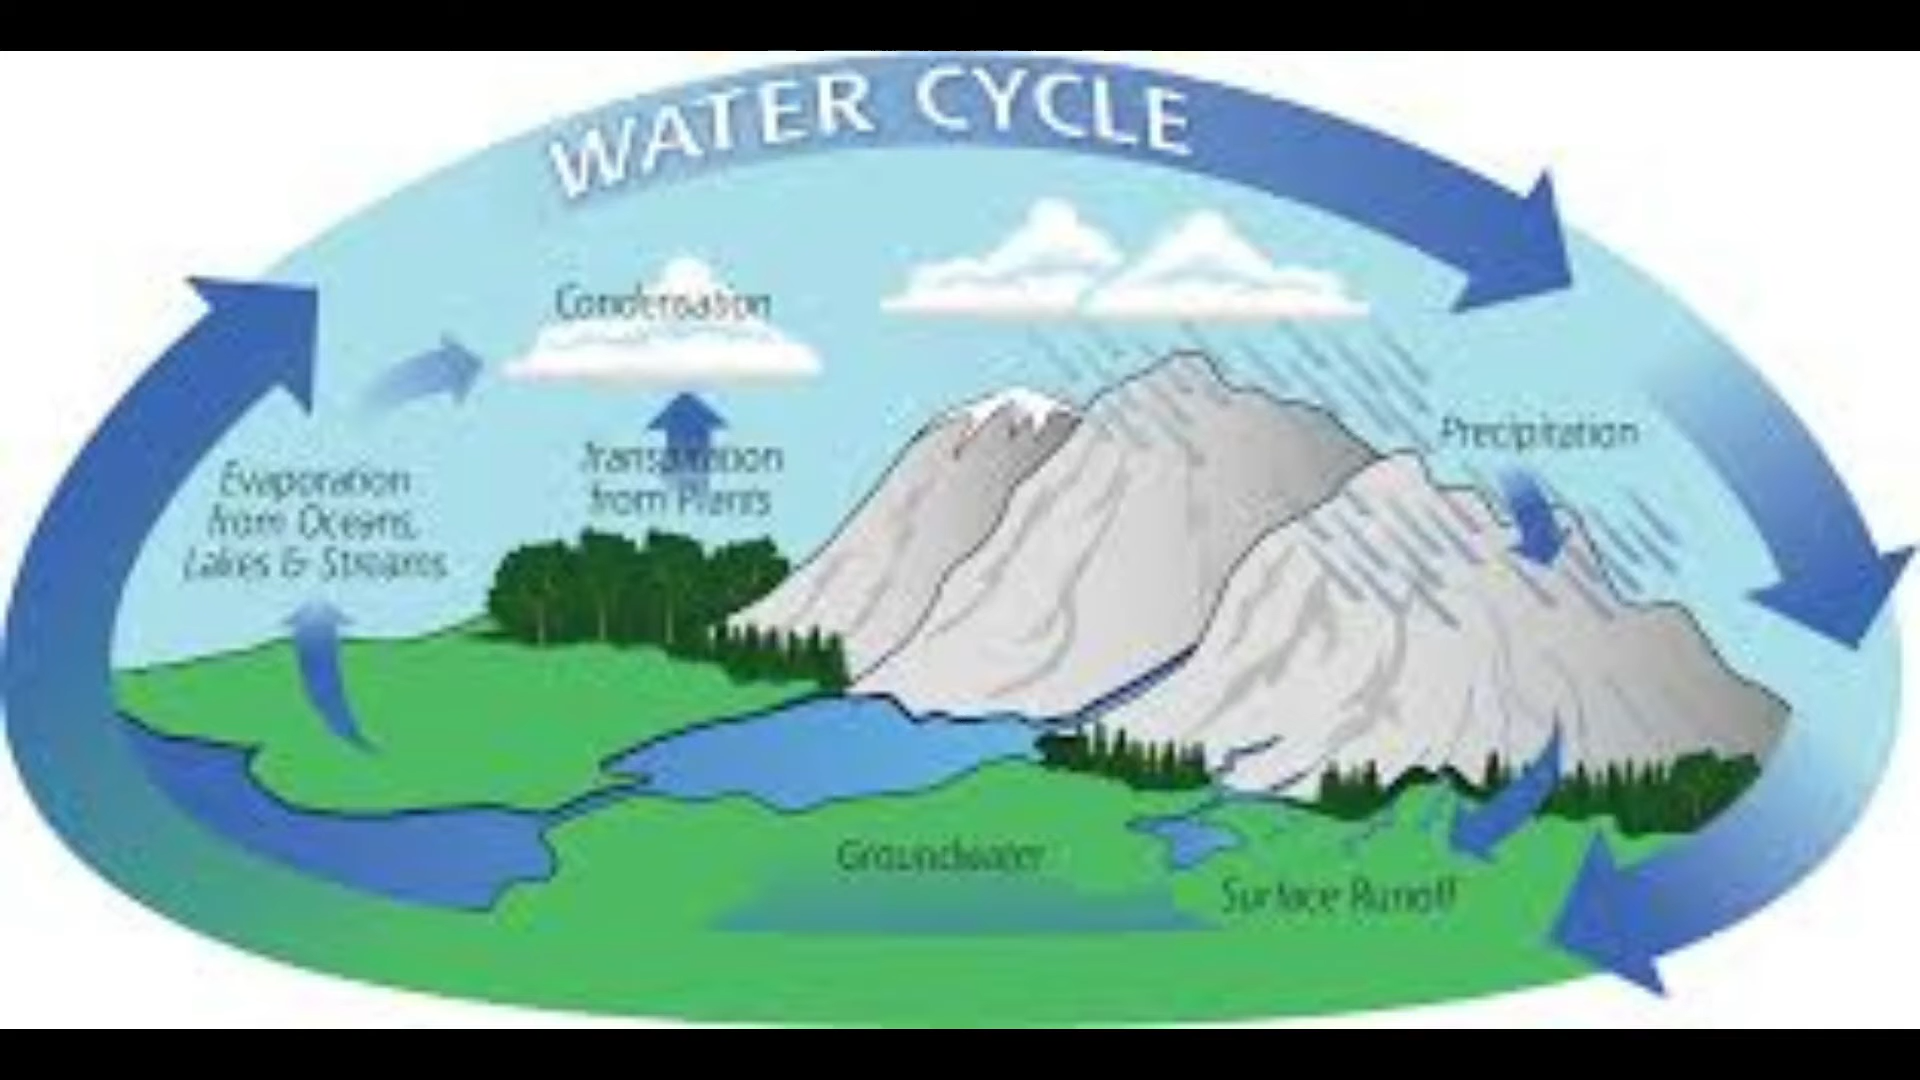 WATER CYCLE
Condensation
Precipitation
Evaporation
from Oceans,
Lakes & Streams
Transpiration
from Plants
Groundwater
Surface Runoff